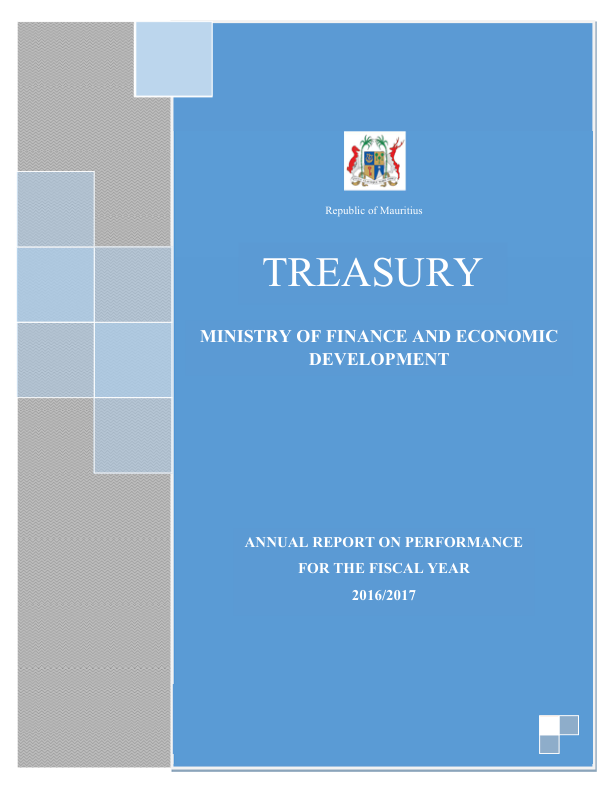 Republic of Mauritius
TREASURY
MINISTRY OF FINANCE AND ECONOMIC
DEVELOPMENT
ANNUAL REPORT ON PERFORMANCE
FOR THE FISCAL YEAR
2016/2017